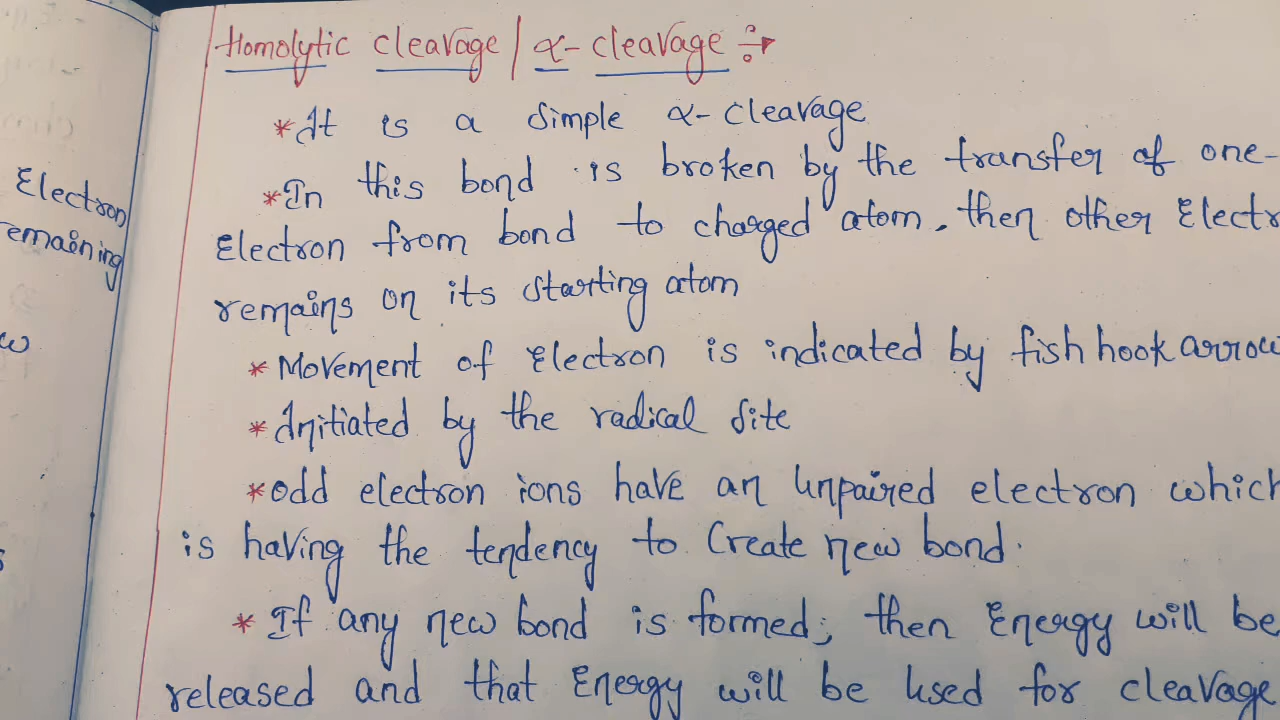 Electron
emaining
w
Homolytic cleavage / α- cleavage ÷
* It is a simple α- cleavage
* In this bond is broken by the transfer of one-
Electron from bond to charged atom, then other Electr
remains on its starting atom
* Movement of Electron is indicated by fish hook arrow
* Initiated by the radical site
* odd electron ions have an unpaired electron which
is having the tendency to create new bond.
* If any new bond is formed, then Energy will be
released and that Energy will be used for cleavage